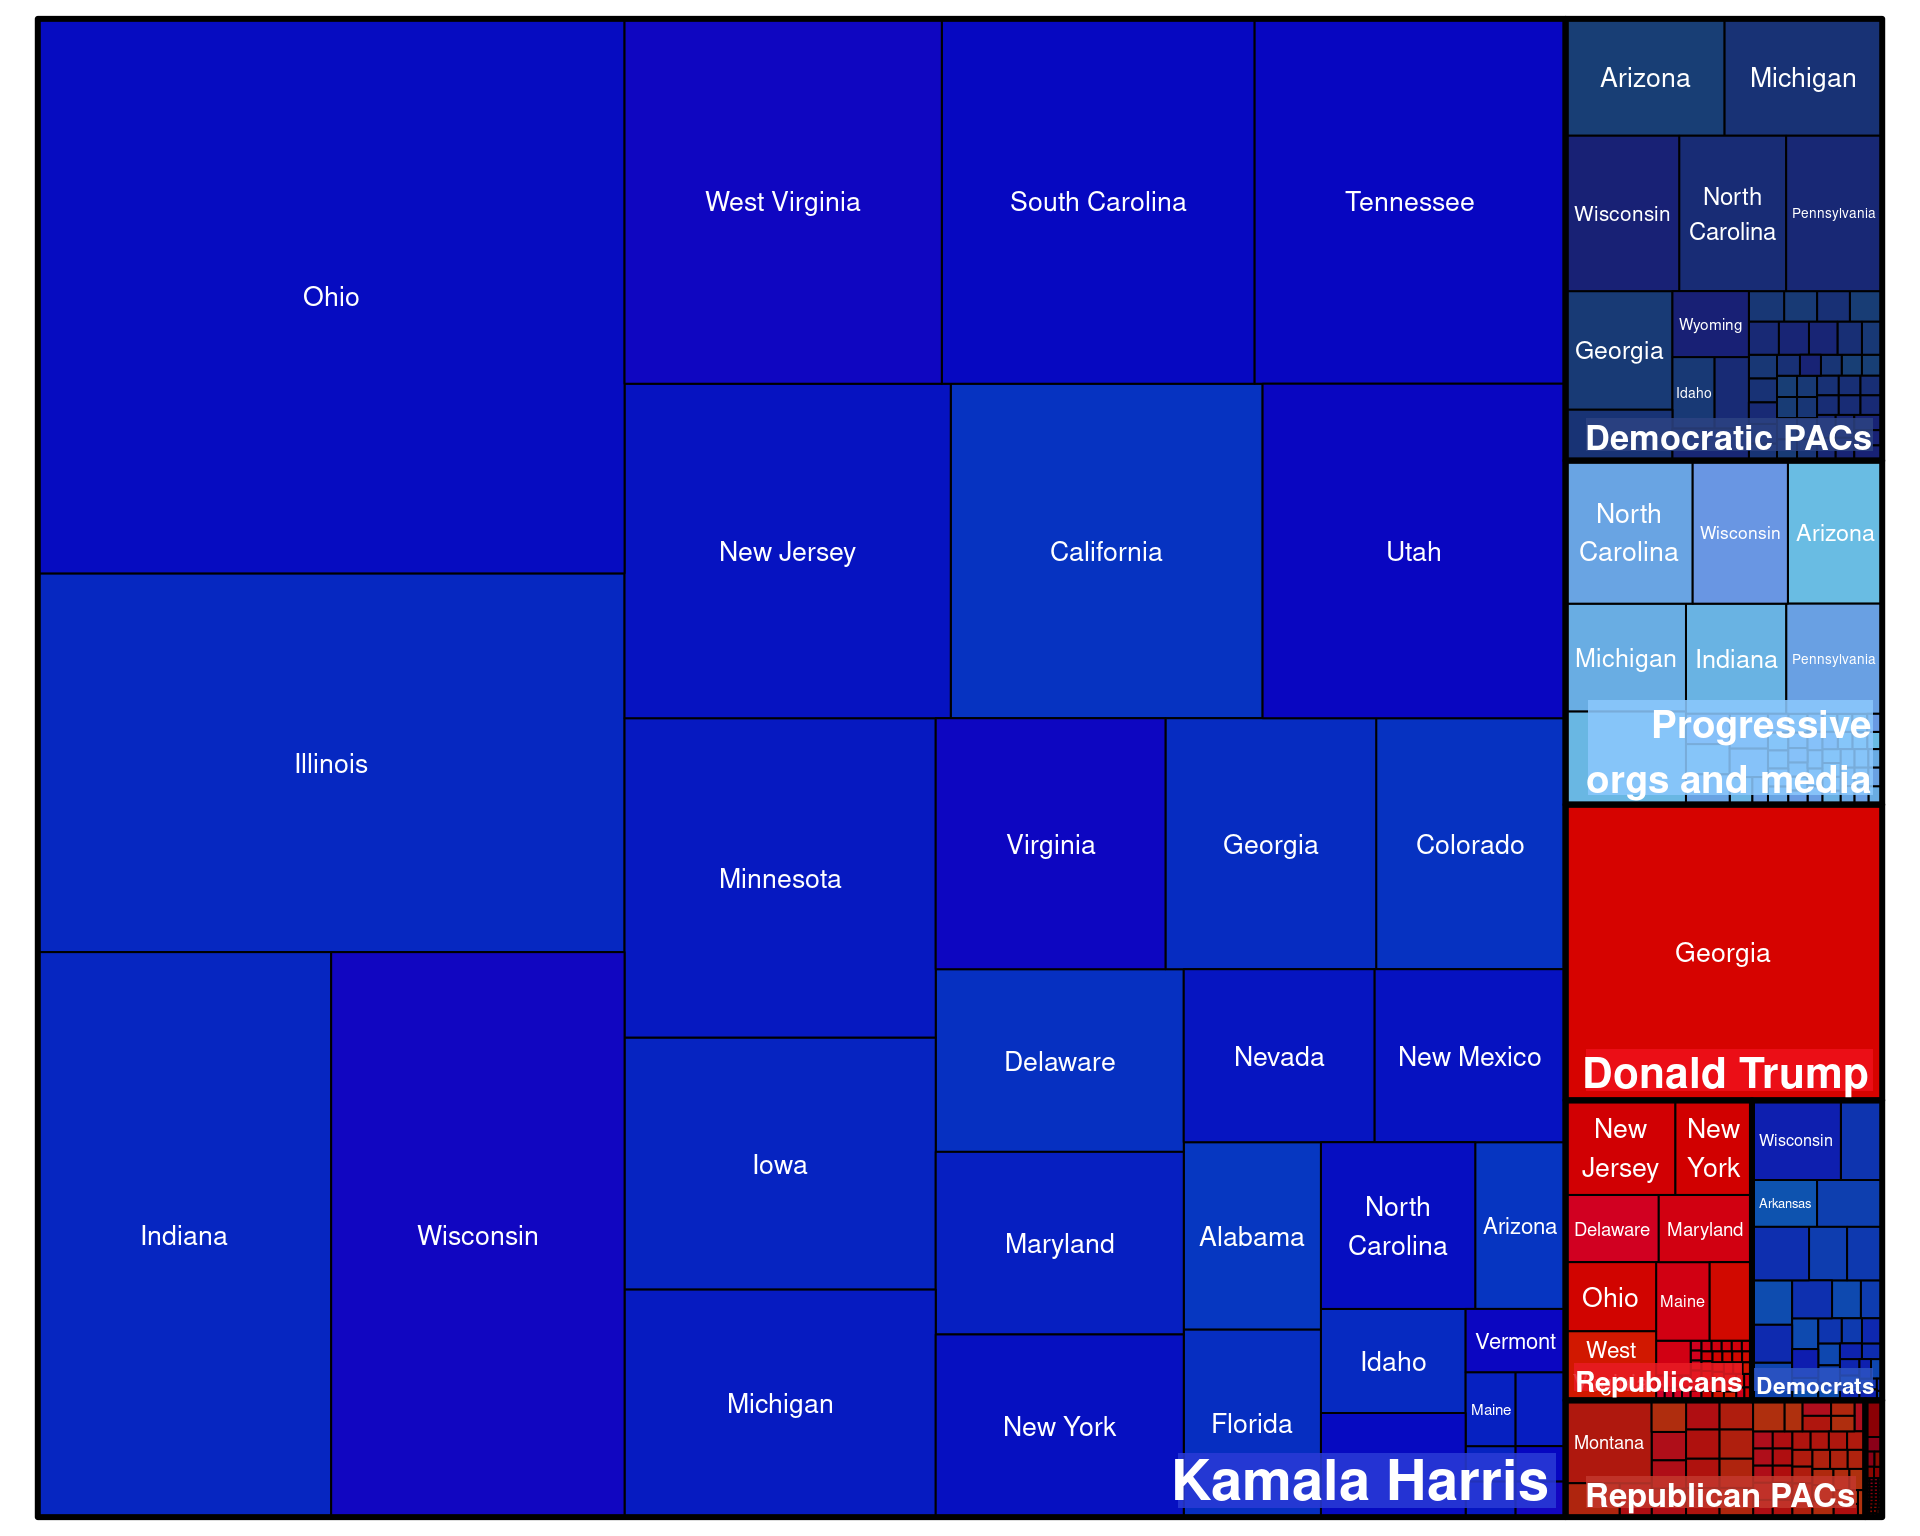 Ohio
West Virginia
South Carolina
Tennessee
Illinois
New Jersey
California
Utah
Indiana
Wisconsin
Minnesota
Virginia
Georgia
Colorado
Iowa
Delaware
Nevada
New Mexico
Michigan
Maryland
New York
Alabama
North
Carolina
Arizona
Florida
Idaho
Vermont
Maine
Kamala Harris
Arizona
Michigan
Wisconsin
North
Carolina
Pennsylvania
Georgia
Wyoming
Idaho
Democratic PACs
North
Carolina
Wisconsin
Arizona
Michigan
Indiana
Pennsylvania
Progressive
orgs and media
Georgia
Donald Trump
New
Jersey
New
York
Delaware
Maryland
Ohio
Maine
West
Republicans
Wisconsin
Arkansas
Democrats
Montana
Republican PACs